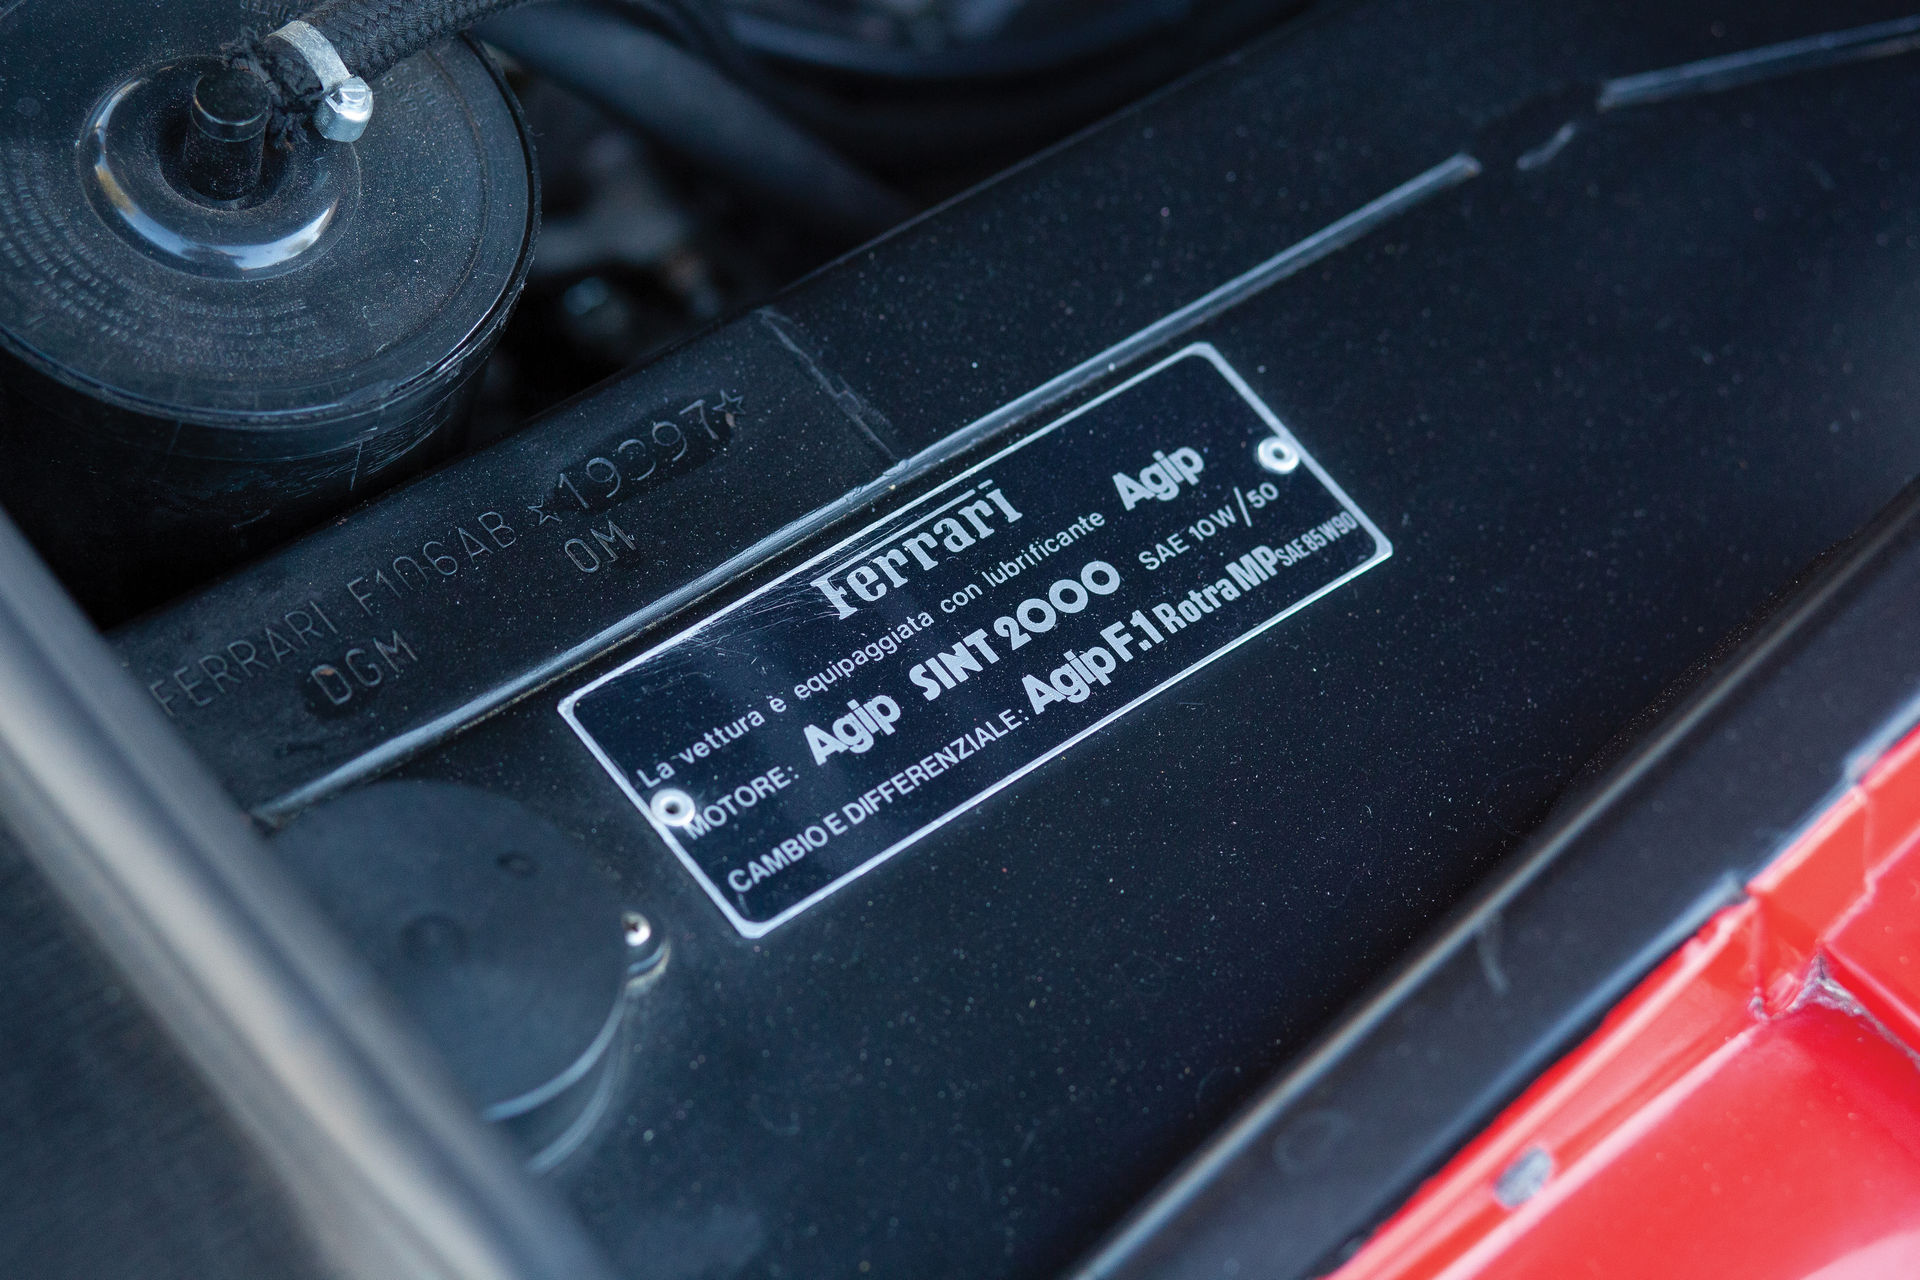 FERRARI F106AB ☆19397☆
DGM OM
Ferrari
La vettura è equipaggiata con lubrificante Agip
MOTORE: Agip SINT 2000 SAE 10W/50
CAMBIO E DIFFERENZIALE: Agip F.1 Rotra MP SAE 85W90